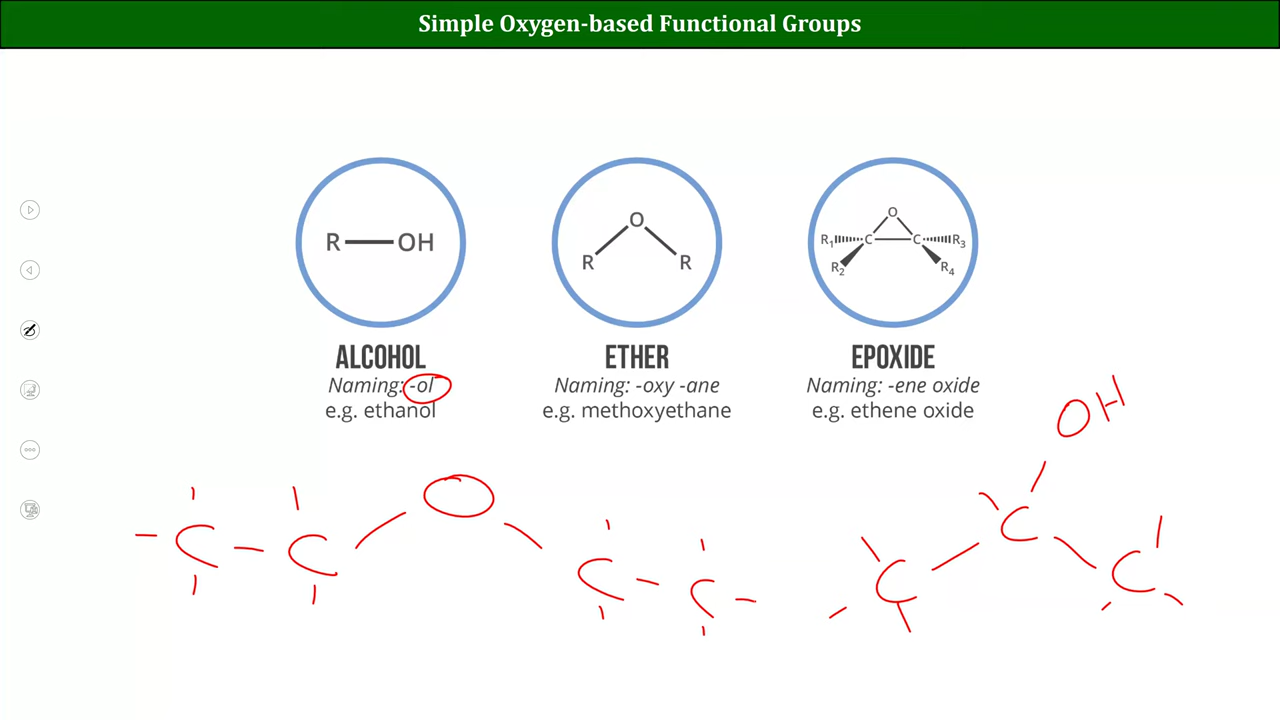 Simple Oxygen-based Functional Groups
R OH
O
R R
O
R1 C C R3
R2 R4
ALCOHOL ETHER EPOXIDE
Naming: -ol Naming: -oxy -ane Naming: -ene oxide
e.g. ethanol e.g. methoxyethane e.g. ethene oxide
OH
O
C C C C
C C C